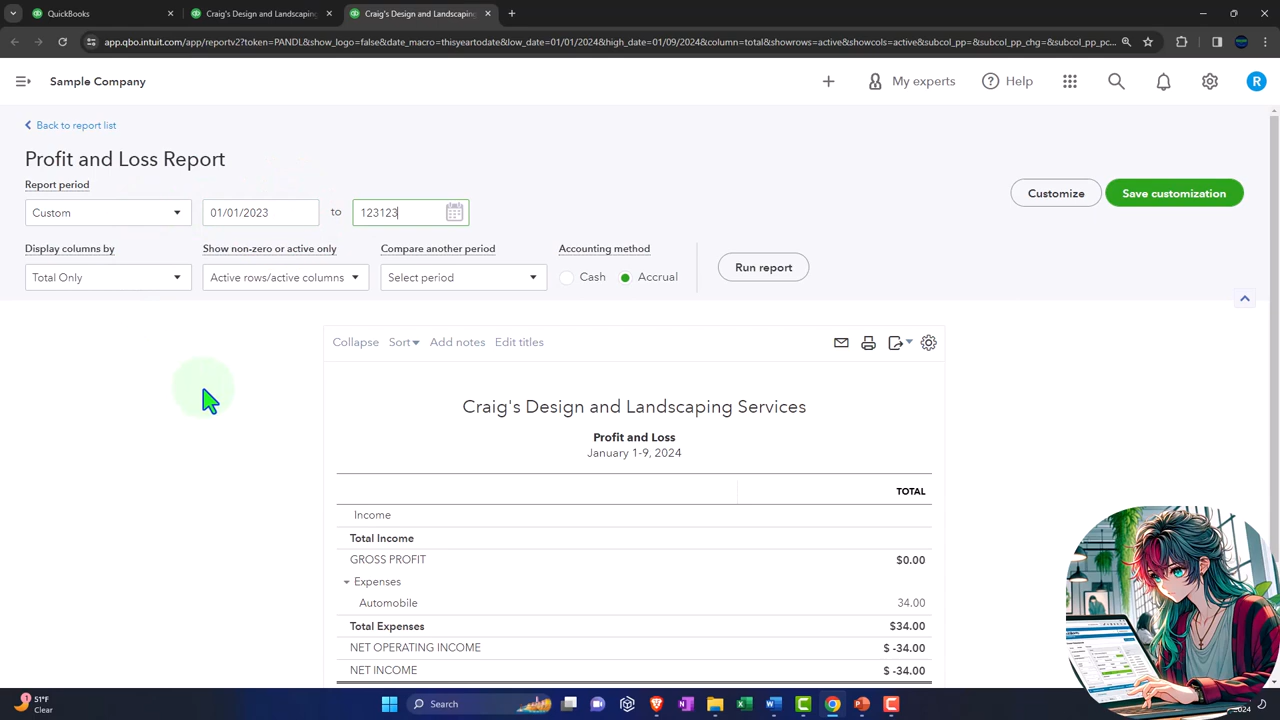 QuickBooks
Craig's Design and Landscaping
Craig's Design and Landscaping
app.qbo.intuit.com/app/reportv2?token=PANDL&show_logo=false&date_macro=thisyeartodate&low_date=01/01/2024&high_date=01/09/2024&column=total&showrows=active&showcols=active&subcol_pp=&subcol_pp_chg=&subcol_pp_pc...
Sample Company
My experts
Help
R
Back to report list
Profit and Loss Report
Report period
Customize
Save customization
Custom
01/01/2023
to
123123
Display columns by
Show non-zero or active only
Compare another period
Accounting method
Total Only
Active rows/active columns
Select period
Cash
Accrual
Run report
Collapse
Sort
Add notes
Edit titles
Craig's Design and Landscaping Services
Profit and Loss
January 1-9, 2024
TOTAL
Income
Total Income
GROSS PROFIT $0.00
Expenses
Automobile 34.00
Total Expenses $34.00
NET OPERATING INCOME $ -34.00
NET INCOME $ -34.00
1
51°F
Clear
Search